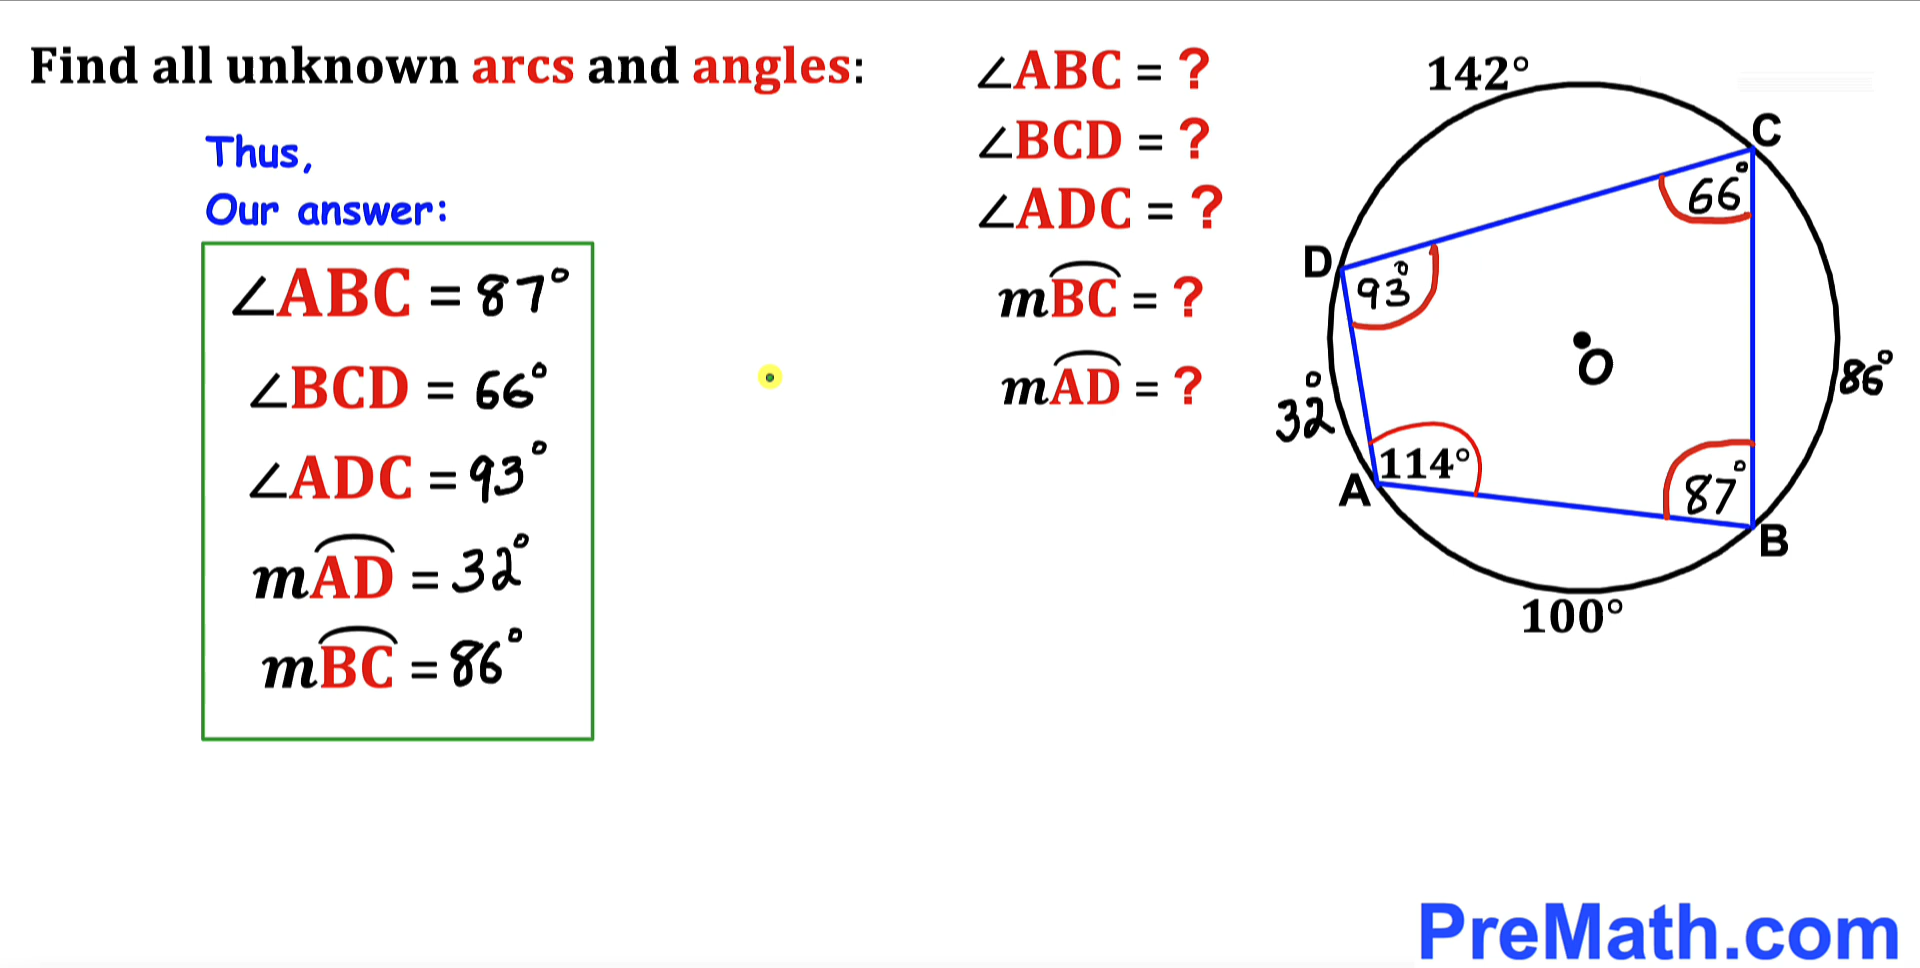 Find all unknown arcs and angles:
Thus,
Our answer:
∠ABC = 87°
∠BCD = 66°
∠ADC = 93°
mAD = 32°
mBC = 86°
∠ABC = ?
∠BCD = ?
∠ADC = ?
mBC = ?
mAD = ?
142°
C
66°
D
93°
O
86°
32°
114°
A
87°
B
100°
PreMath.com